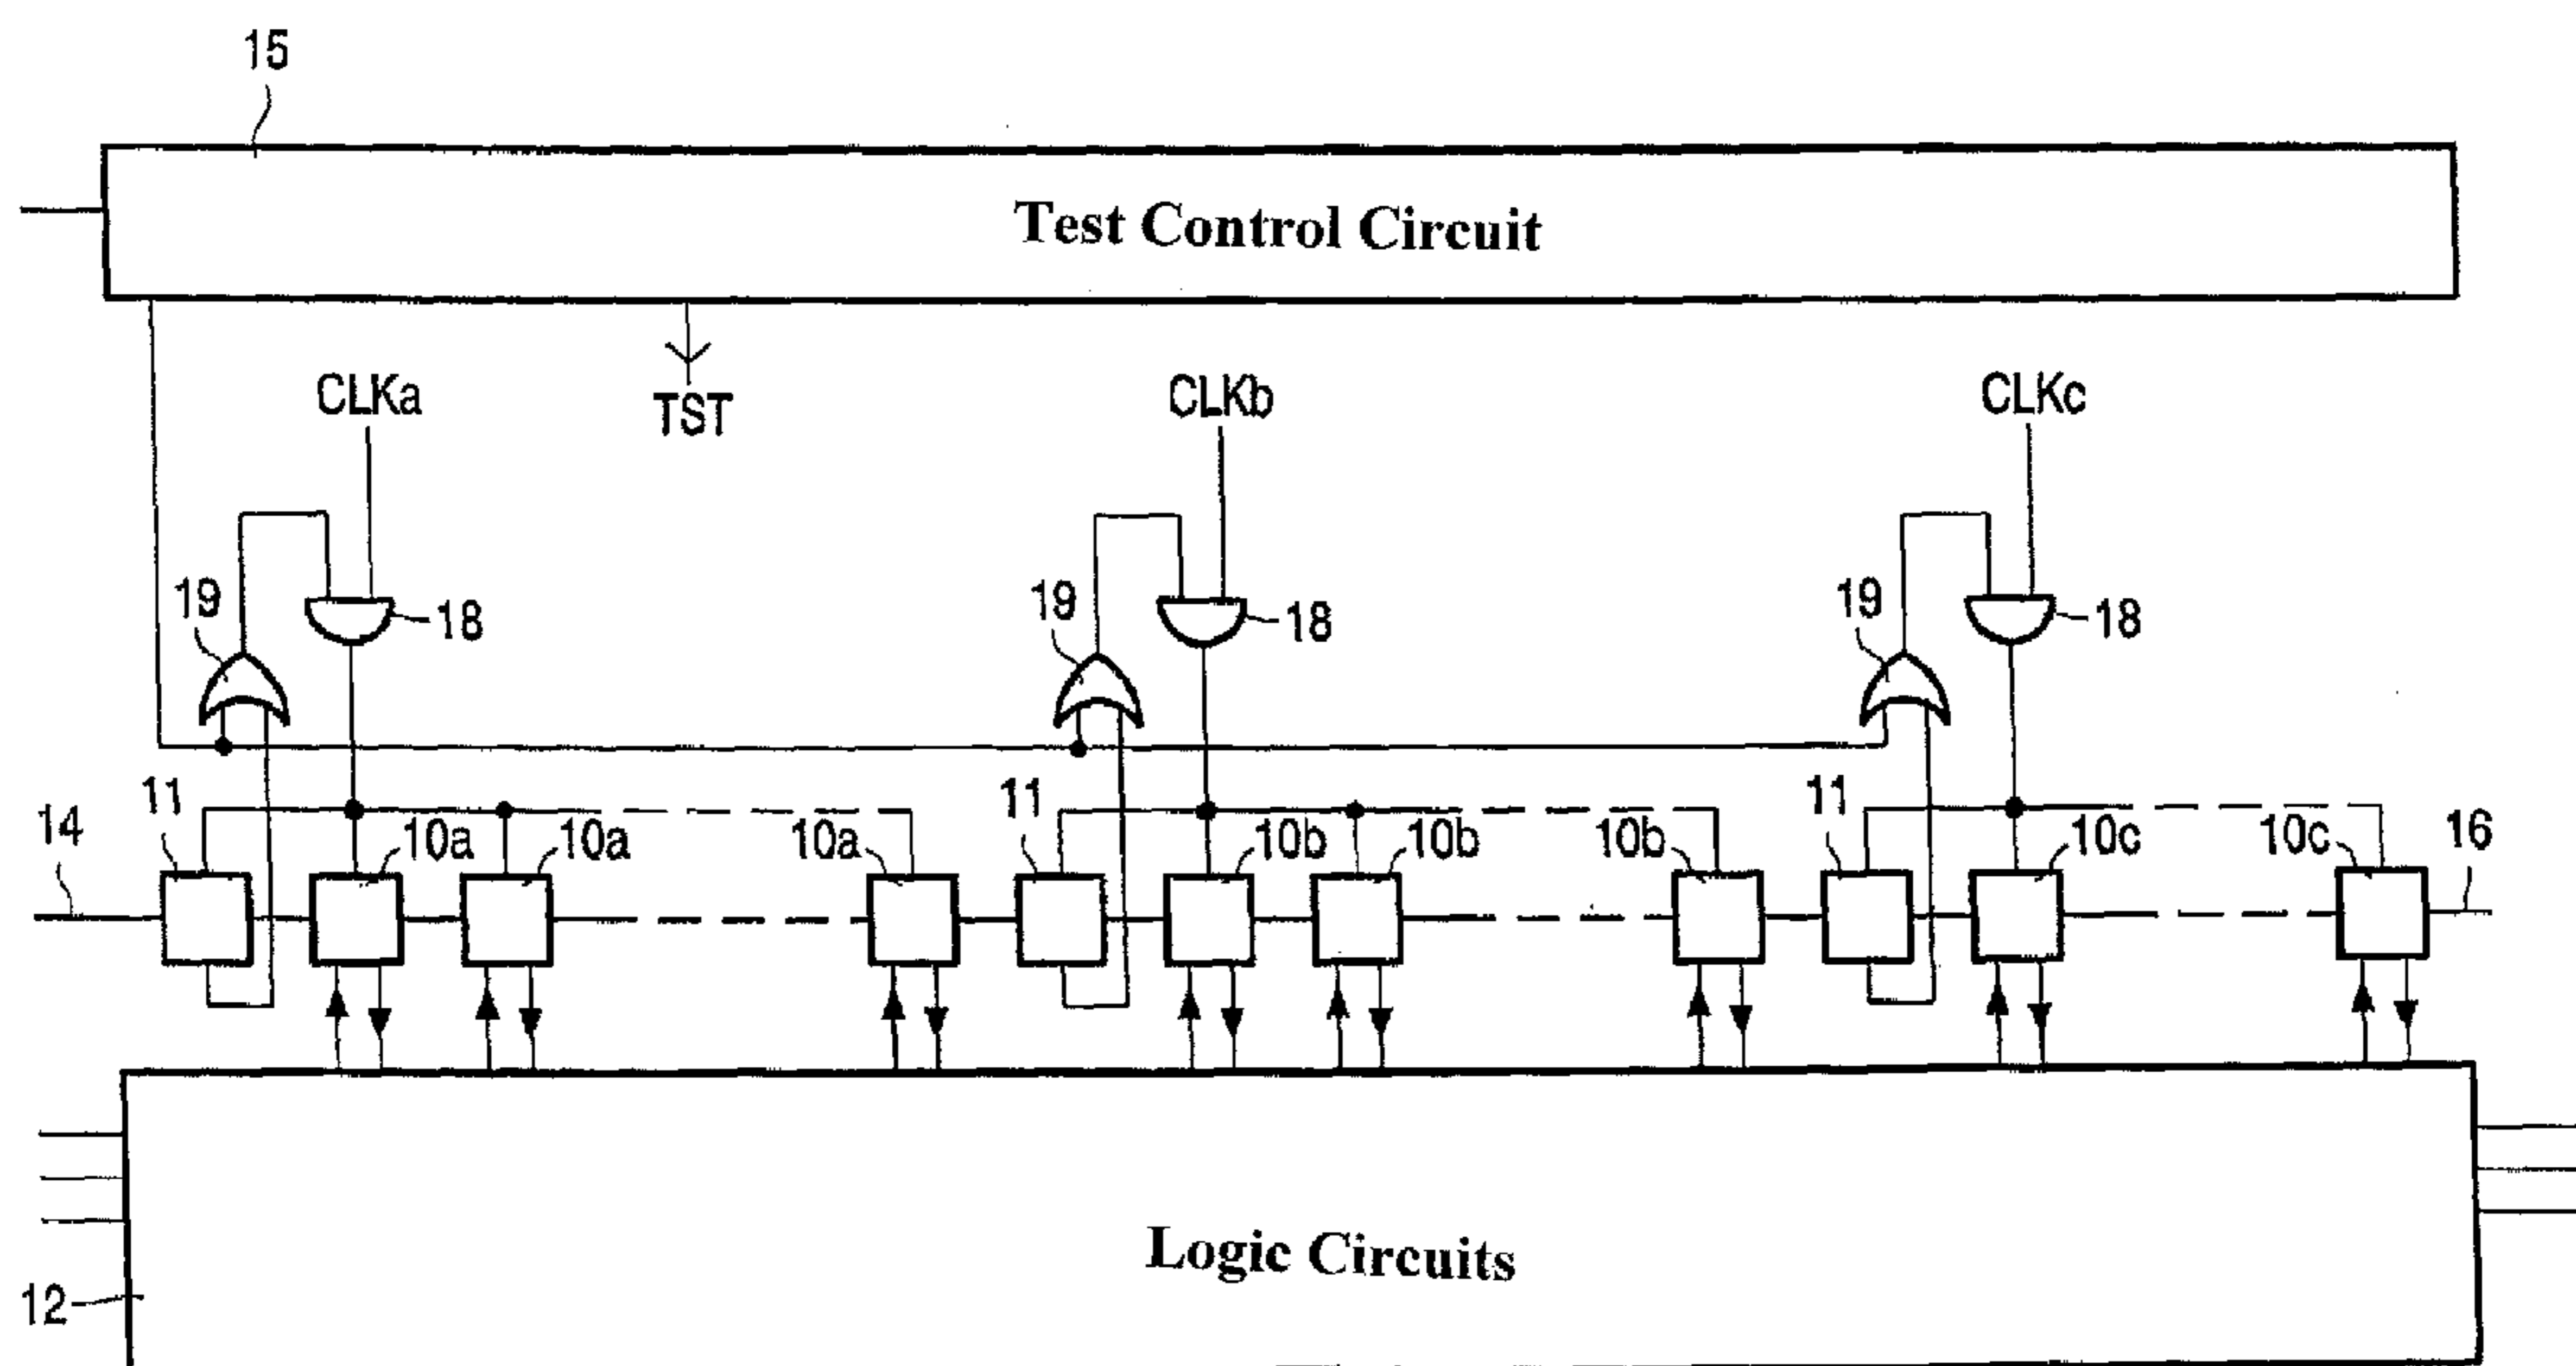 15
Test Control Circuit
CLKa
TST
CLKb
CLKc
19
18
19
18
19
18
14
11
10a
10a
10a
11
10b
10b
10b
11
10c
10c
16
Logic Circuits
12